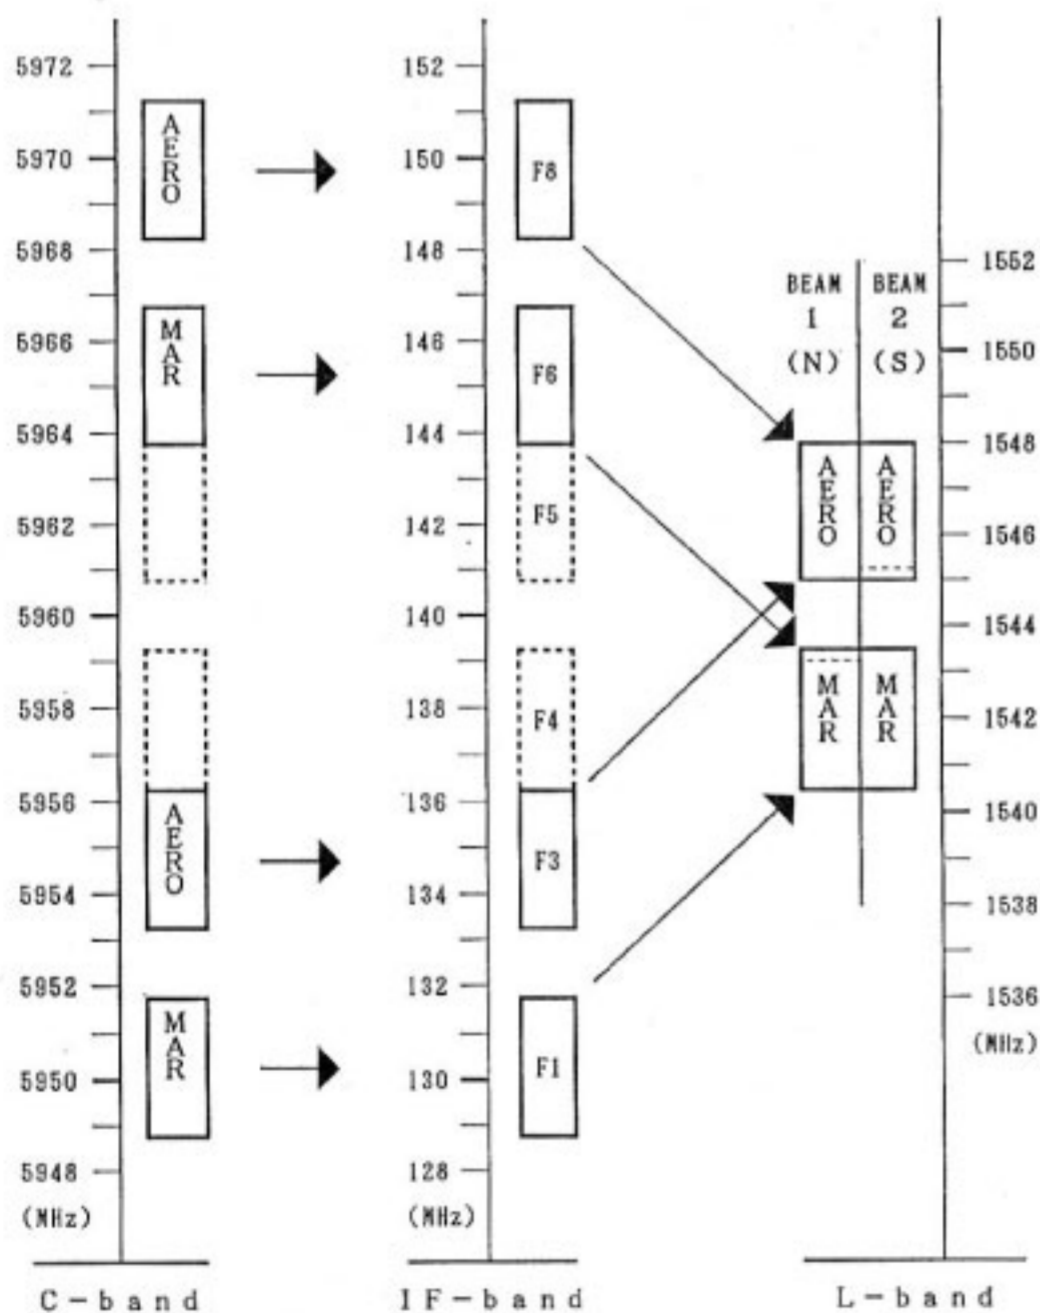 5972
5970
5968
5966
5964
5962
5960
5958
5956
5954
5952
5950
5948
(MHz)
C-band
AERO
MAR
AERO
MAR
152
150
148
146
144
142
140
138
136
134
132
130
128
(MHz)
IF-band
F8
F6
F5
F4
F3
F1
BEAM
1
(N)
BEAM
2
(S)
AERO
AERO
MAR
MAR
1552
1550
1548
1546
1544
1542
1540
1538
1536
(MHz)
L-band